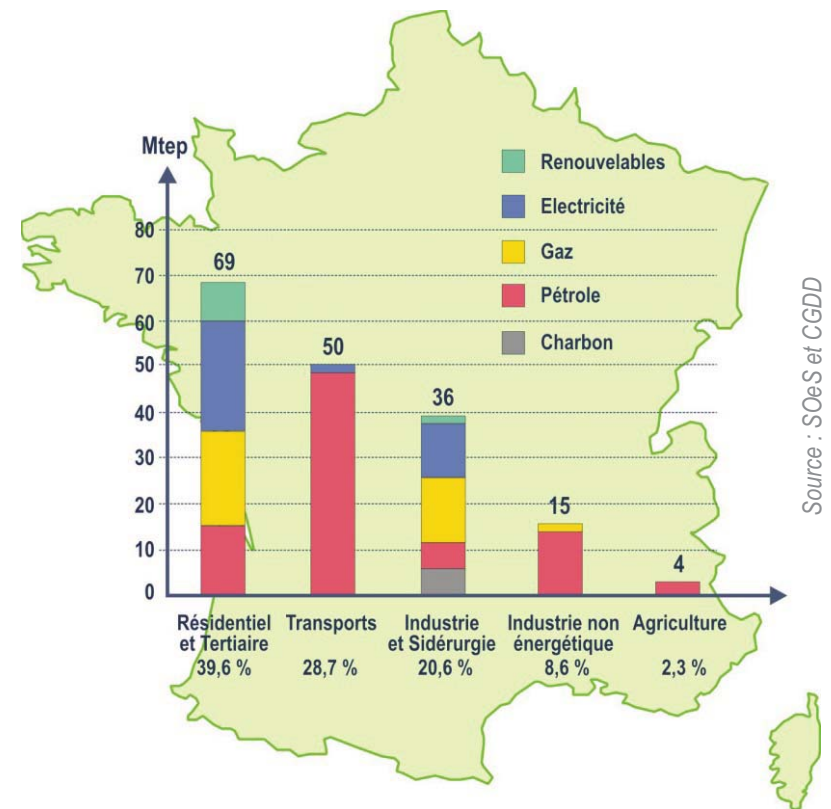 Mtep
Renouvelables
Electricité
Gaz
Pétrole
Charbon
80
70
60
50
40
30
20
10
0
69
50
36
15
4
Résidentiel
et Tertiaire
39,6 %
Transports
28,7 %
Industrie
et Sidérurgie
20,6 %
Industrie non
énergétique
8,6 %
Agriculture
2,3 %
Source : SOeS et CGDD